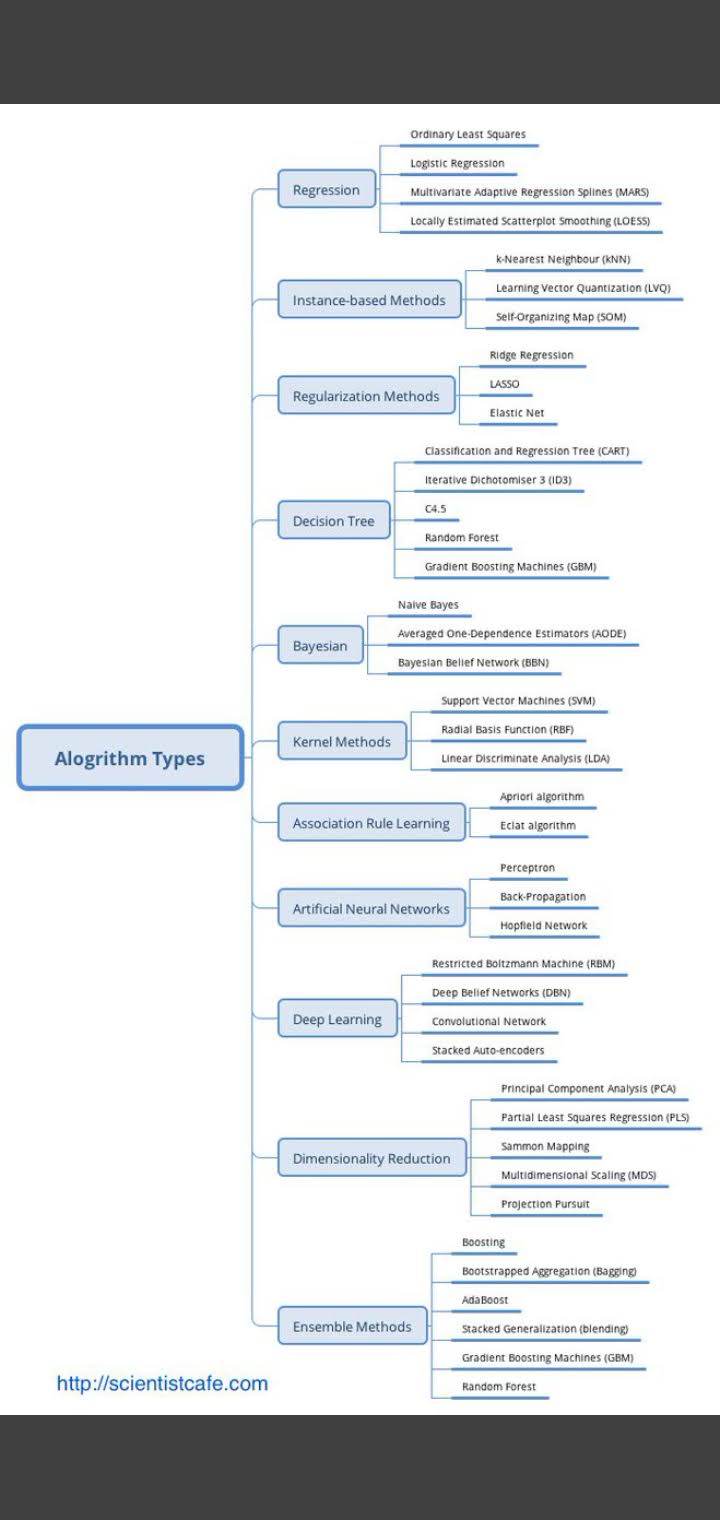 Ordinary Least Squares
Logistic Regression
Regression
Multivariate Adaptive Regression Splines (MARS)
Locally Estimated Scatterplot Smoothing (LOESS)
k-Nearest Neighbour (kNN)
Instance-based Methods
Learning Vector Quantization (LVQ)
Self-Organizing Map (SOM)
Ridge Regression
Regularization Methods
LASSO
Elastic Net
Classification and Regression Tree (CART)
Iterative Dichotomiser 3 (ID3)
Decision Tree
C4.5
Random Forest
Gradient Boosting Machines (GBM)
Naive Bayes
Bayesian
Averaged One-Dependence Estimators (AODE)
Bayesian Belief Network (BBN)
Support Vector Machines (SVM)
Kernel Methods
Radial Basis Function (RBF)
Linear Discriminate Analysis (LDA)
Alogrithm Types
Apriori algorithm
Association Rule Learning
Eclat algorithm
Perceptron
Artificial Neural Networks
Back-Propagation
Hopfield Network
Restricted Boltzmann Machine (RBM)
Deep Belief Networks (DBN)
Deep Learning
Convolutional Network
Stacked Auto-encoders
Principal Component Analysis (PCA)
Partial Least Squares Regression (PLS)
Dimensionality Reduction
Sammon Mapping
Multidimensional Scaling (MDS)
Projection Pursuit
Boosting
Bootstrapped Aggregation (Bagging)
AdaBoost
Ensemble Methods
Stacked Generalization (blending)
Gradient Boosting Machines (GBM)
Random Forest
http://scientistcafe.com